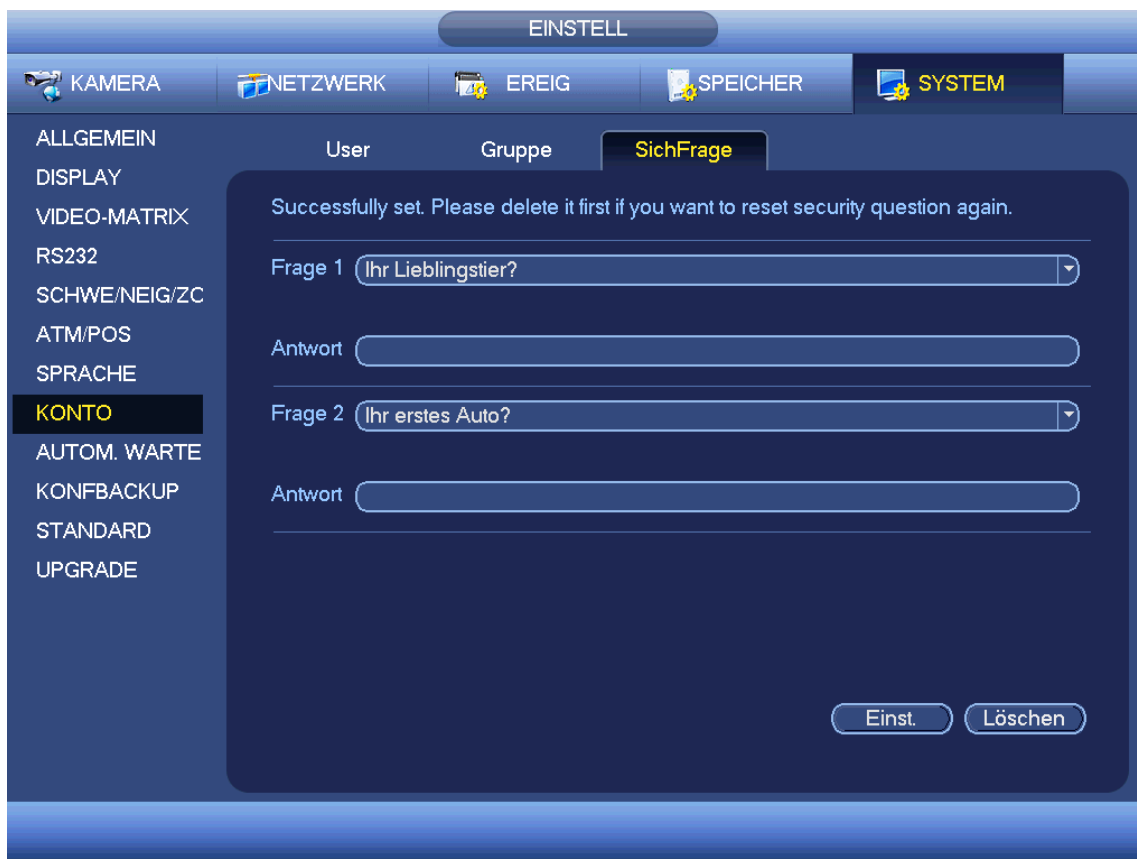 EINSTELL
KAMERA NETZWERK EREIG SPEICHER SYSTEM
ALLGEMEIN
DISPLAY
VIDEO-MATRIX
RS232
SCHWE/NEIG/ZC
ATM/POS
SPRACHE
KONTO
AUTOM. WARTE
KONFBACKUP
STANDARD
UPGRADE
User Gruppe SichFrage
Successfully set. Please delete it first if you want to reset security question again.
Frage 1 Ihr Lieblingstier?
Antwort
Frage 2 Ihr erstes Auto?
Antwort
Einst. Löschen